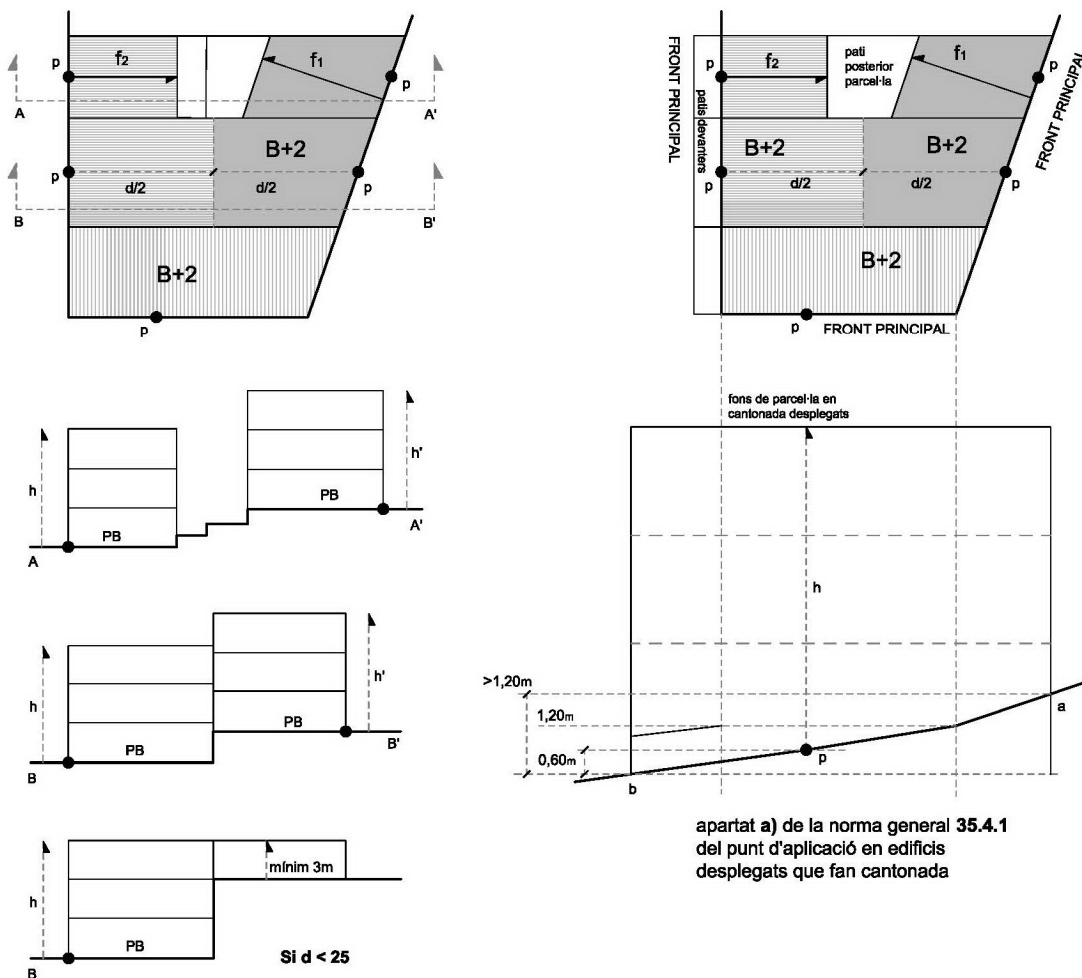 p
f₂
f₁
p
A
A'
B+2
p
d/2
d/2
p
B
B'
B+2
p
FRONT PRINCIPAL
patis devanters
p
f₂
pati
posterior
parcel·la
f₁
p
FRONT PRINCIPAL
B+2
B+2
p
d/2
d/2
p
B+2
p
FRONT PRINCIPAL
h
PB
A
PB
h'
A'
h
PB
B
PB
h'
B'
h
PB
B
mínim 3m
Si d < 25
fons de parcel·la en
cantonada desplegats
h
>1,20m
1,20m
0,60m
a
p
b
apartat a) de la norma general 35.4.1
del punt d'aplicació en edificis
desplegats que fan cantonada